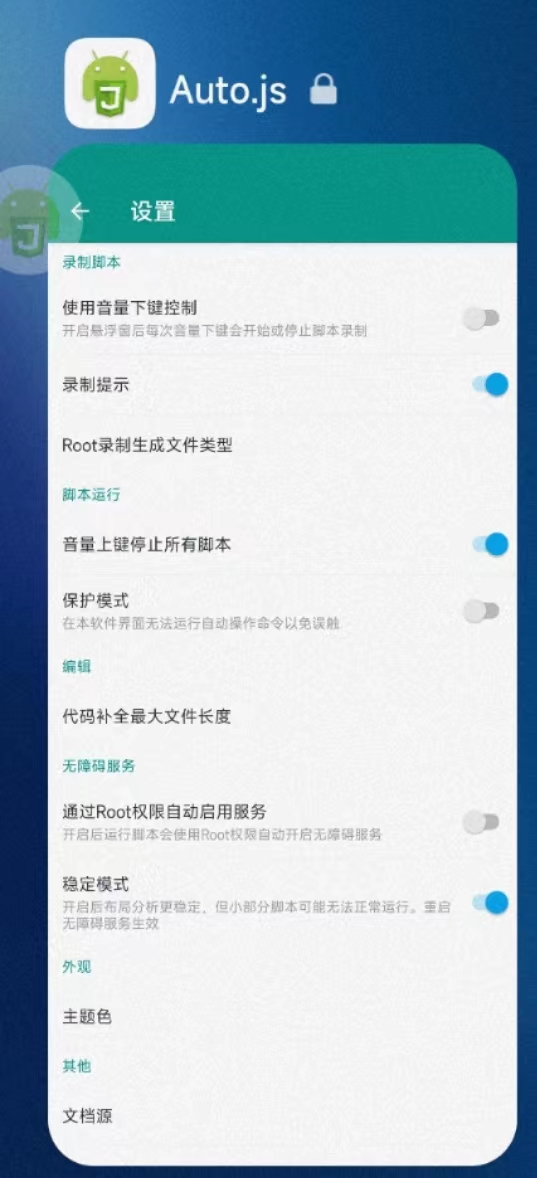 Auto.js
设置
录制脚本
使用音量下键控制
开启悬浮窗后每次音量下键会开始或停止脚本录制
录制提示
Root录制生成文件类型
脚本运行
音量上键停止所有脚本
保护模式
在本软件界面无法运行自动操作命令以免误触
编辑
代码补全最大文件长度
无障碍服务
通过Root权限自动启用服务
开启后运行脚本会使用Root权限自动开启无障碍服务
稳定模式
开启后布局分析更稳定，但小部分脚本可能无法正常运行。重启
无障碍服务生效
外观
主题色
其他
文档源